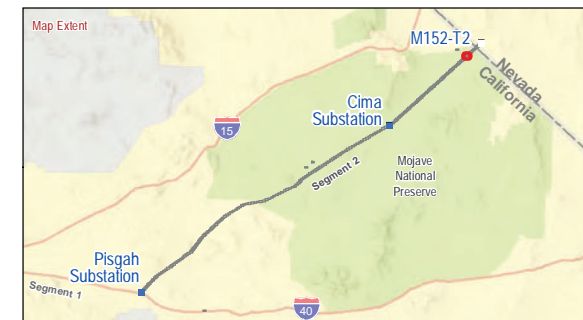 Map Extent
M152-T2
Nevada
California
Cima
Substation
15
Segment 2
Mojave
National
Preserve
Pisgah
Substation
Segment 1
40